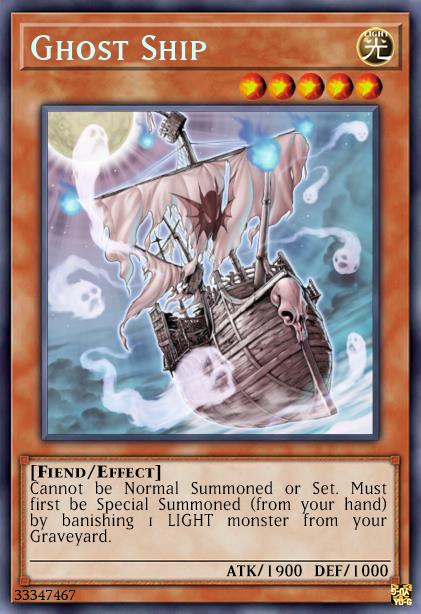 Ghost Ship
LIGHT
光
[Fiend/Effect]
Cannot be Normal Summoned or Set. Must
first be Special Summoned (from your hand)
by banishing 1 LIGHT monster from your
Graveyard.
ATK/1900 DEF/1000
33347467